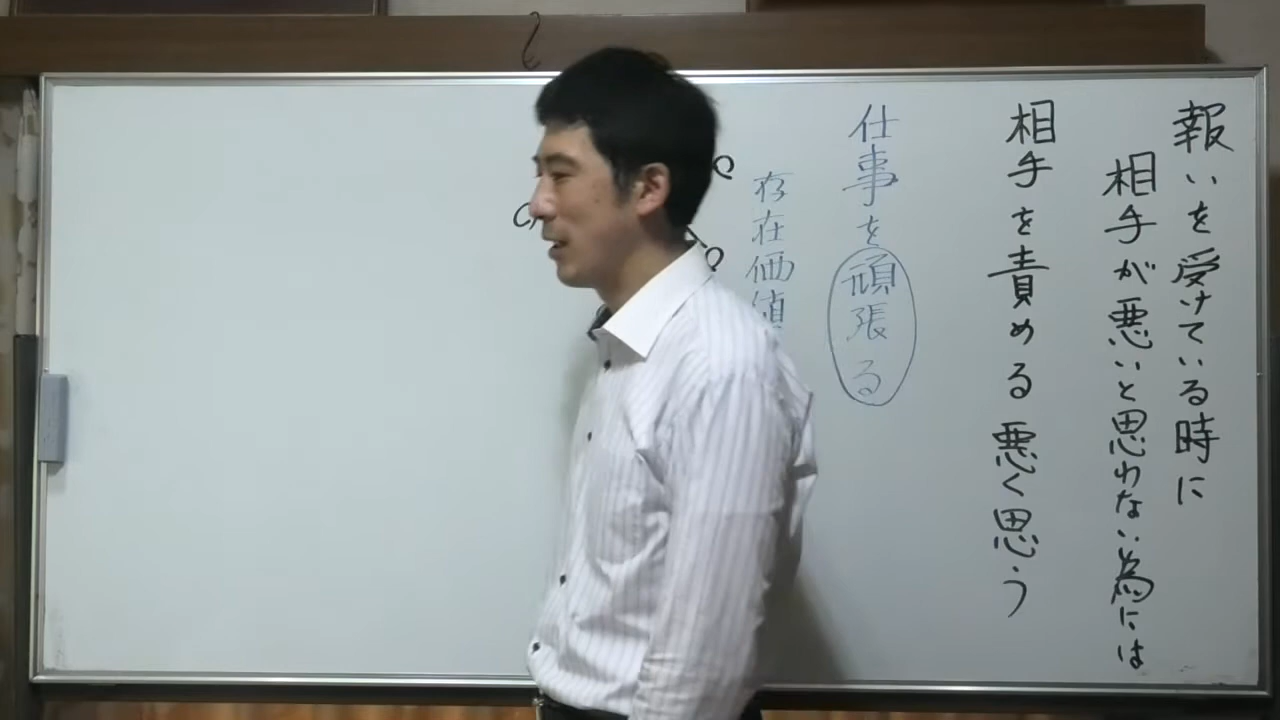 報いを受けている時に
相手が悪いと思わない為には
相手を責める悪く思う
仕事を頑張る
存在価値